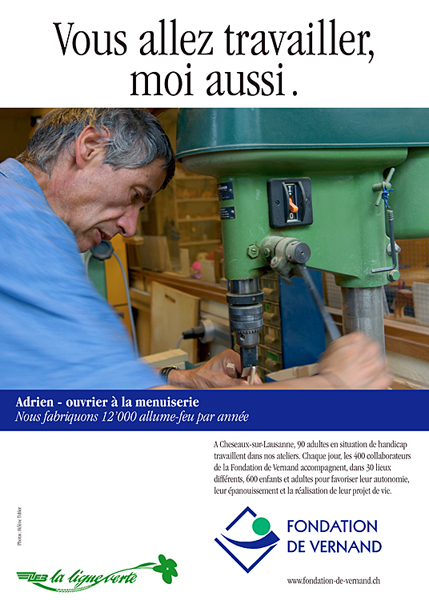 Vous allez travailler,
moi aussi.
Adrien - ouvrier à la menuiserie
Nous fabriquons 12’000 allume-feu par année
A Cheseaux-sur-Lausanne, 90 adultes en situation de handicap
travaillent dans nos ateliers. Chaque jour, les 400 collaborateurs
de la Fondation de Vernand accompagnent, dans 30 lieux
différents, 600 enfants et adultes pour favoriser leur autonomie,
leur épanouissement et la réalisation de leur projet de vie.
FONDATION
DE VERNAND
www.fondation-de-vernand.ch
LEB la ligne verte